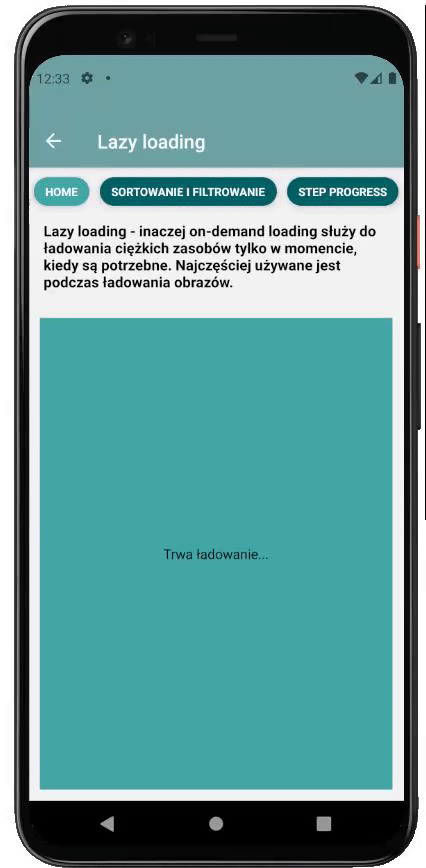 12:33
Lazy loading
HOME
SORTOWANIE I FILTROWANIE
STEP PROGRESS
Lazy loading - inaczej on-demand loading służy do
ładowania ciężkich zasobów tylko w momencie,
kiedy są potrzebne. Najczęściej używane jest
podczas ładowania obrazów.
Trwa ładowanie...